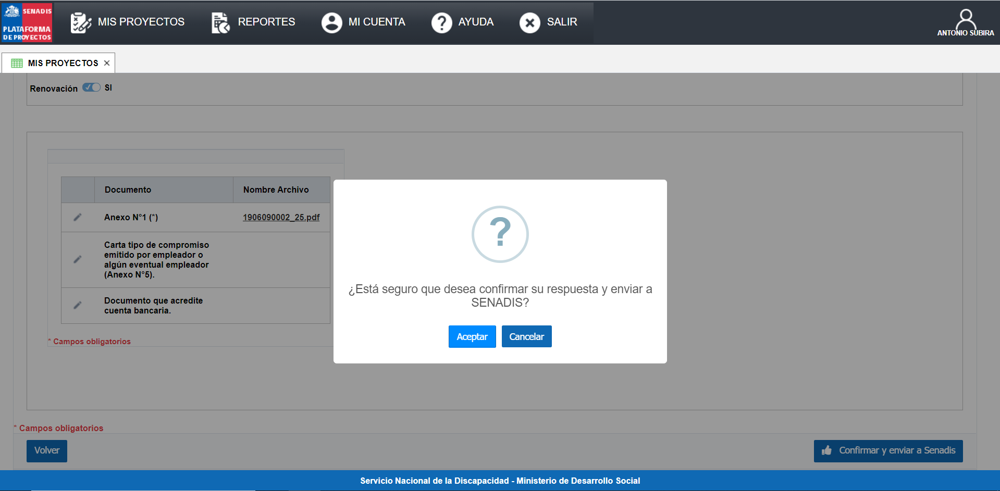 SENADIS
PLATAFORMA
DE PROYECTOS
MIS PROYECTOS
REPORTES
MI CUENTA
AYUDA
SALIR
ANTONIO SUBIRA
MIS PROYECTOS
Renovación
SI
Documento
Nombre Archivo
Anexo N°1 (*)
1906090002_25.pdf
Carta tipo de compromiso
emitido por empleador o
algún eventual empleador
(Anexo N°5).
Documento que acredite
cuenta bancaria.
* Campos obligatorios
?
¿Está seguro que desea confirmar su respuesta y enviar a
SENADIS?
Aceptar
Cancelar
* Campos obligatorios
Volver
Confirmar y enviar a Senadis
Servicio Nacional de la Discapacidad - Ministerio de Desarrollo Social